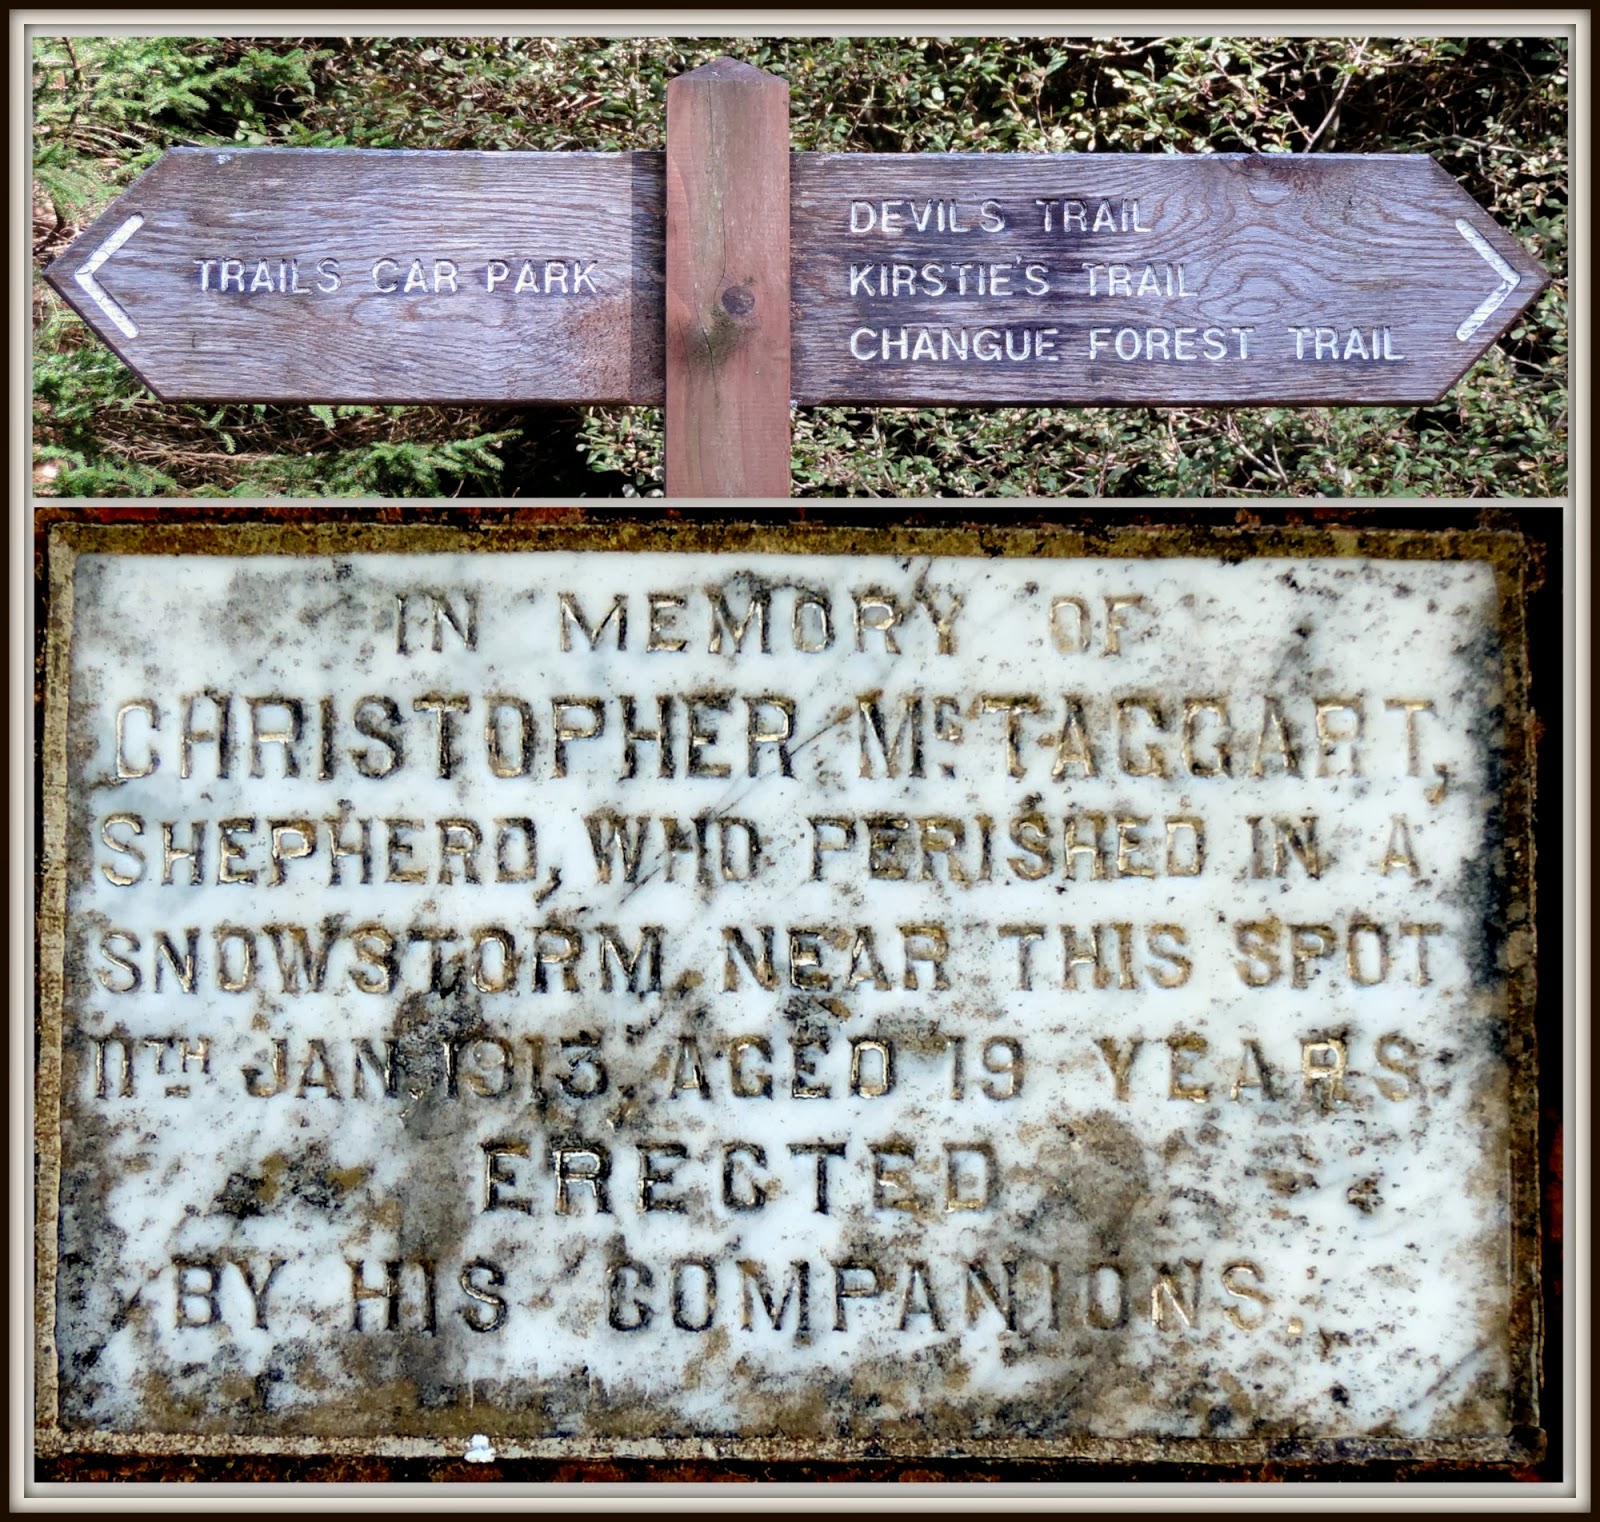 TRAILS CAR PARK
DEVILS TRAIL
KIRSTIE'S TRAIL
CHANGUE FOREST TRAIL
IN MEMORY OF
CHRISTOPHER McTAGGART,
SHEPHERD, WHO PERISHED IN A
SNOWSTORM, NEAR THIS SPOT
11TH JAN. 1913, AGED 19 YEARS.
ERECTED
BY HIS COMPANIONS.